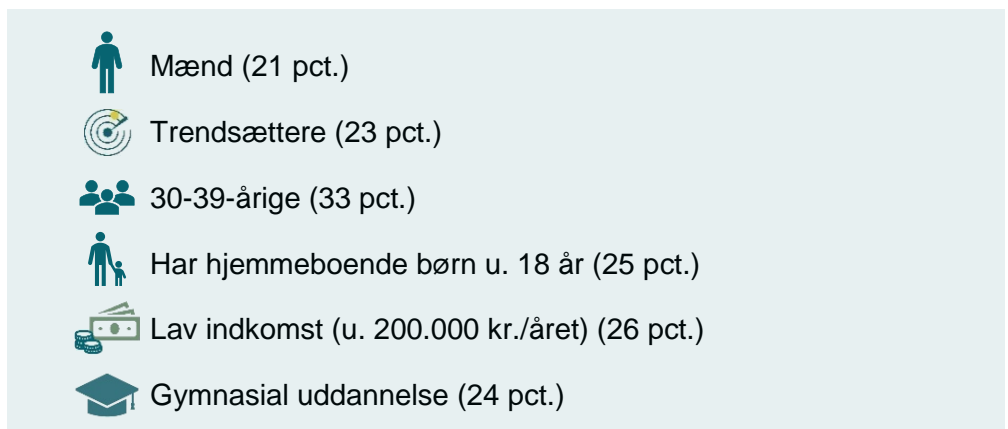 Mænd (21 pct.)
Trendsættere (23 pct.)
30-39-årige (33 pct.)
Har hjemmeboende børn u. 18 år (25 pct.)
Lav indkomst (u. 200.000 kr./året) (26 pct.)
Gymnasial uddannelse (24 pct.)